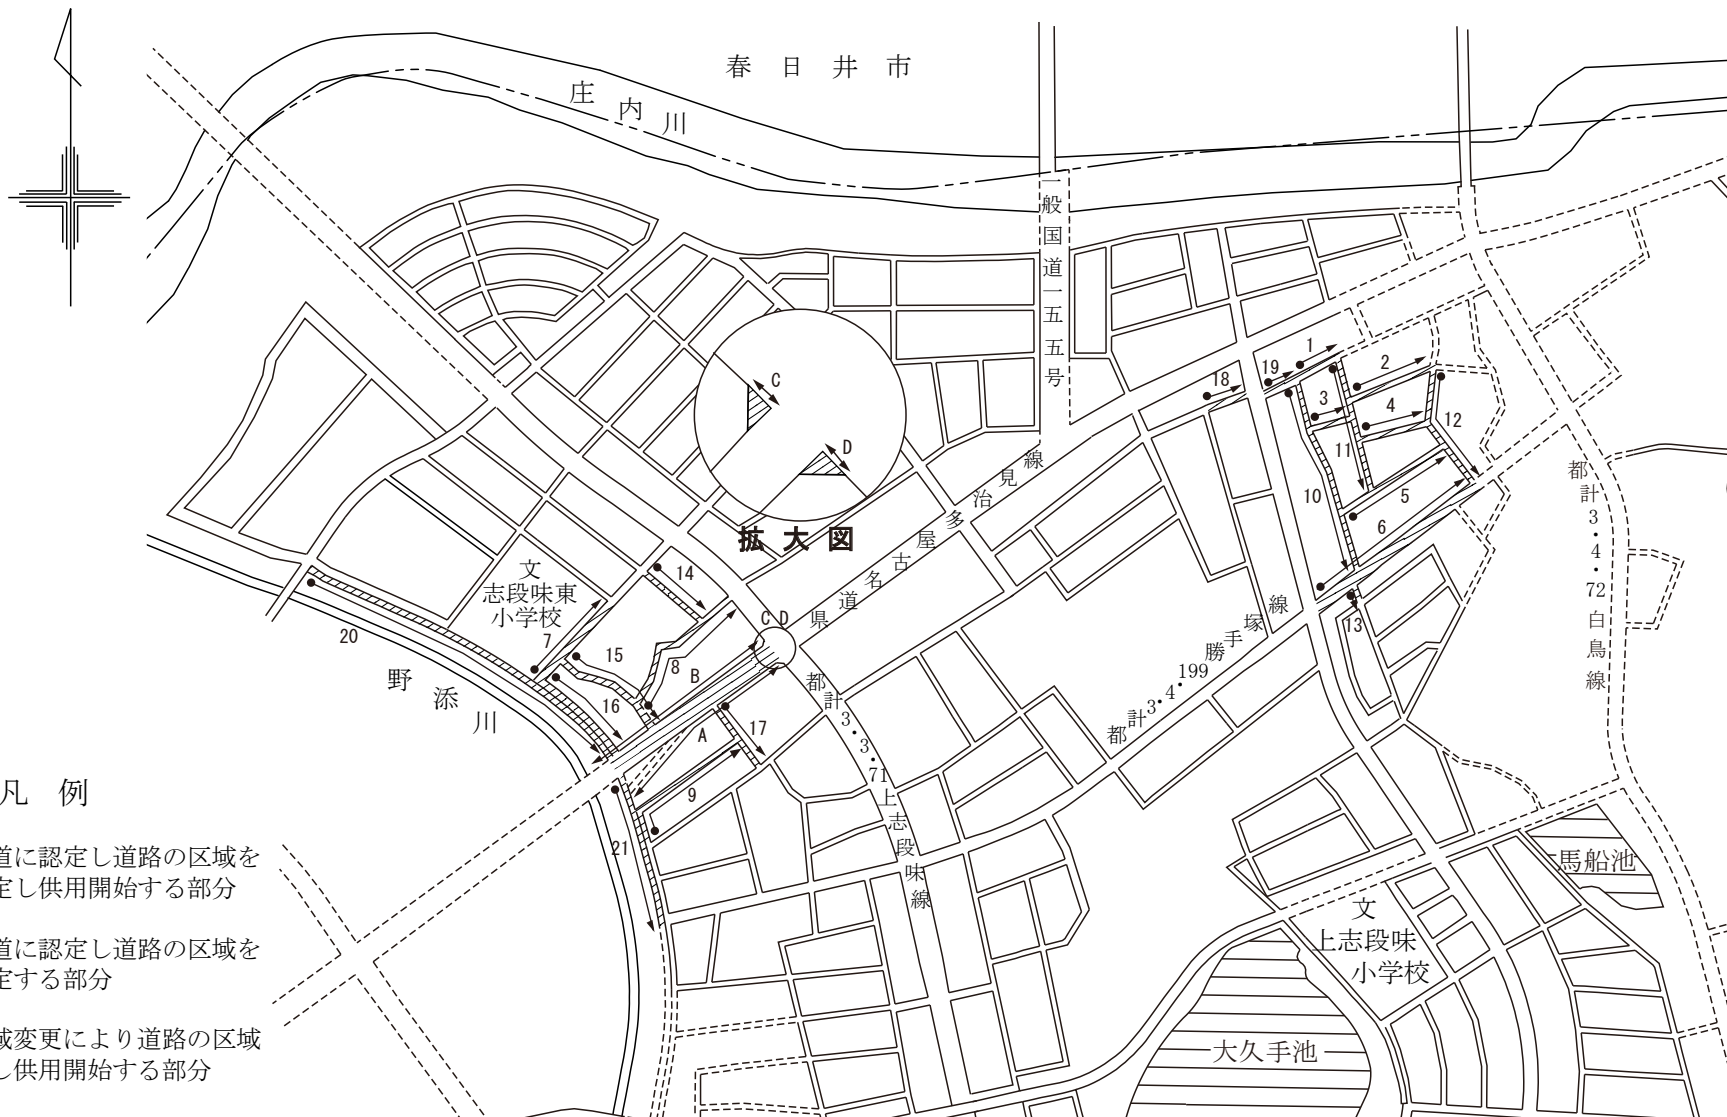 春日井市
庄内川
一般国道一五五号
1
2
18
19
3
4
12
11
10
5
6
13
C
D
拡大図
県道名古屋多治見線
文
志段味東
小学校
14
7
15
8
B
C D
16
20
野添川
A
17
9
21
都計3・3・71上志段味線
都計3・4・199勝手塚線
都計3・4・72白鳥線
凡例
道に認定し道路の区域を
定し供用開始する部分
道に認定し道路の区域を
定する部分
域変更により道路の区域
し供用開始する部分
馬船池
文
上志段味
小学校
大久手池